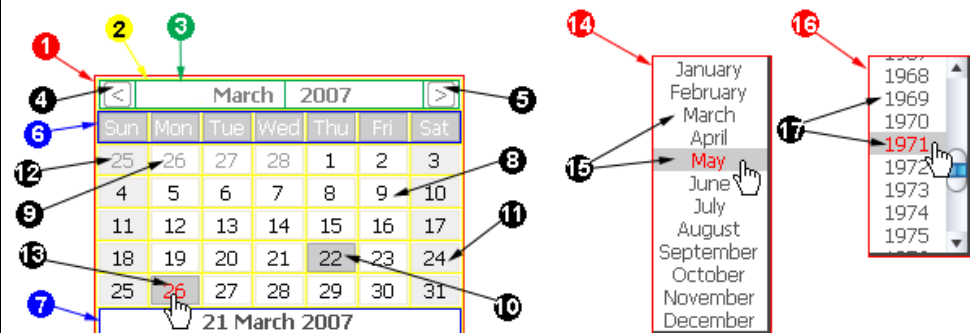 1 2 3 14 16
4 < March 2007 > 5
6 Sun Mon Tue Wed Thu Fri Sat
12 25 26 27 28 1 2 3 8
9 4 5 6 7 8 9 10
11 12 13 14 15 16 17 11
13 18 19 20 21 22 23 24
25 26 27 28 29 30 31 10
7 21 March 2007
January
February
March
April
15 May
June
July
August
September
October
November
December
1968
1969
1970
17 1971
1972
1973
1974
1975